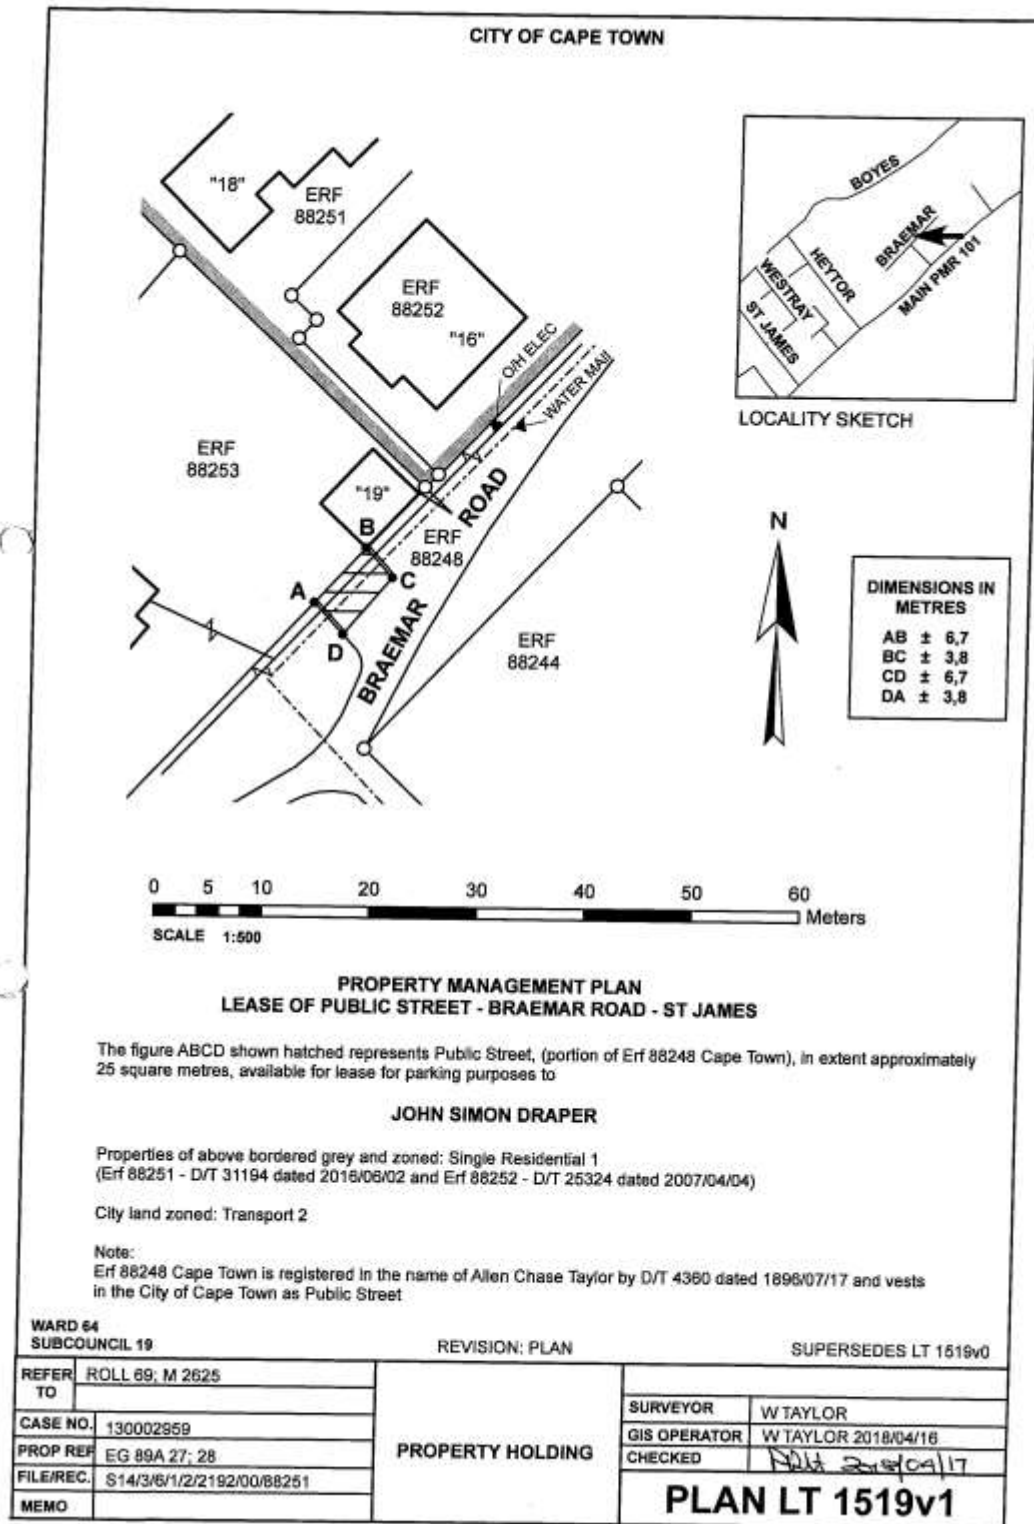 CITY OF CAPE TOWN
"18"
ERF
88251
ERF
88252
"16"
O/H ELEC
WATER MAI
ERF
88253
"19"
B
ERF
88248
C
A
D
BRAEMAR ROAD
ERF
88244
BOYES
BRAEMAR
HEYTOR
WESTRAY
ST JAMES
MAIN PMR 101
LOCALITY SKETCH
N
DIMENSIONS IN
METRES
AB ± 6,7
BC ± 3,8
CD ± 6,7
DA ± 3,8
0 5 10 20 30 40 50 60
Meters
SCALE 1:500
PROPERTY MANAGEMENT PLAN
LEASE OF PUBLIC STREET - BRAEMAR ROAD - ST JAMES
The figure ABCD shown hatched represents Public Street, (portion of Erf 88248 Cape Town), in extent approximately
25 square metres, available for lease for parking purposes to
JOHN SIMON DRAPER
Properties of above bordered grey and zoned: Single Residential 1
(Erf 88251 - D/T 31194 dated 2016/06/02 and Erf 88252 - D/T 25324 dated 2007/04/04)
City land zoned: Transport 2
Note:
Erf 88248 Cape Town is registered in the name of Allen Chase Taylor by D/T 4360 dated 1896/07/17 and vests
in the City of Cape Town as Public Street
WARD 64
SUBCOUNCIL 19
REVISION: PLAN
SUPERSEDES LT 1519v0
REFER TO
ROLL 69; M 2625
CASE NO. 130002959
PROP REF EG 89A 27; 28
FILE/REC. S14/3/6/1/2/2192/00/88251
MEMO
PROPERTY HOLDING
SURVEYOR W TAYLOR
GIS OPERATOR W TAYLOR 2018/04/16
CHECKED 2018/04/17
PLAN LT 1519v1